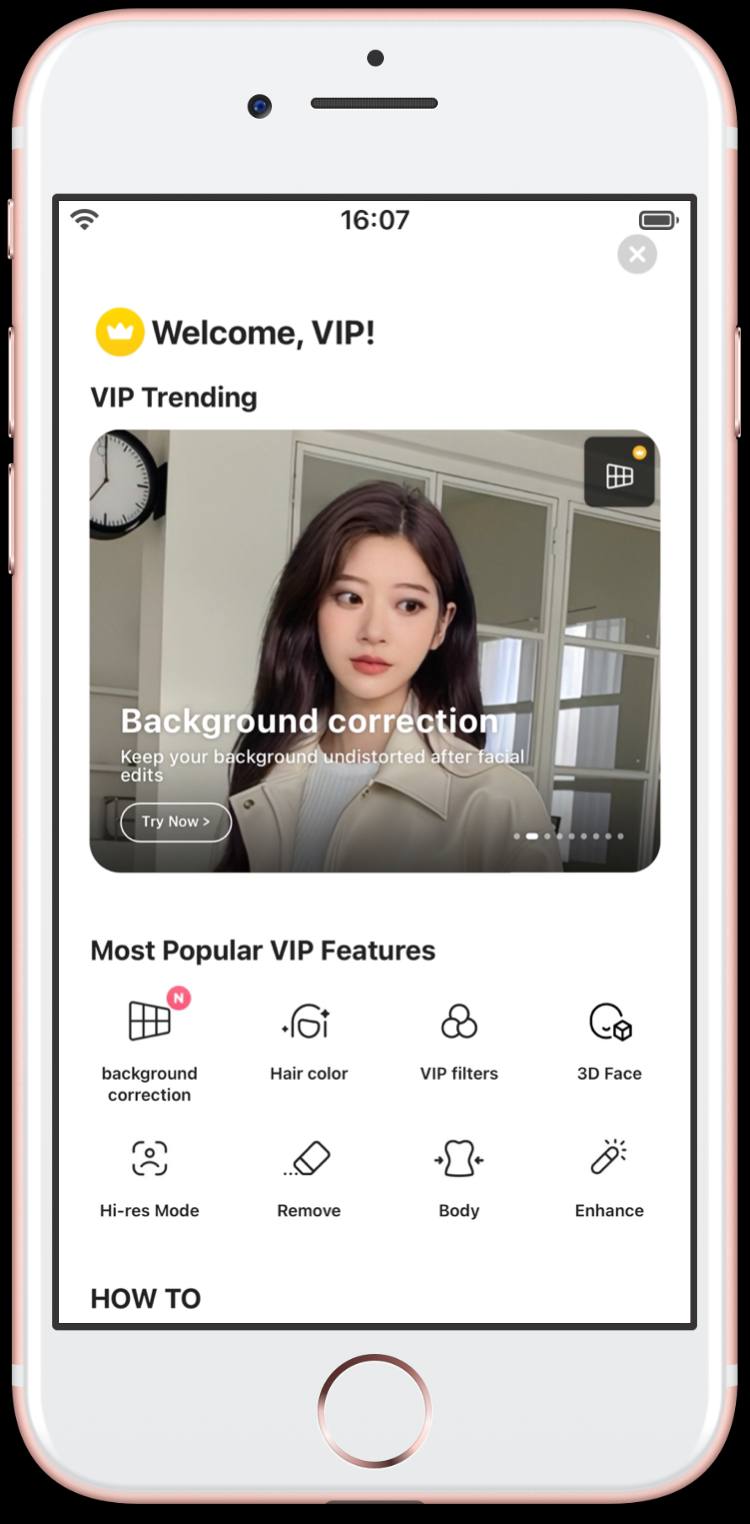 16:07
Welcome, VIP!
VIP Trending
Background correction
Keep your background undistorted after facial
edits
Try Now >
Most Popular VIP Features
N
background
correction
Hair color
VIP filters
3D Face
Hi-res Mode
Remove
Body
Enhance
HOW TO